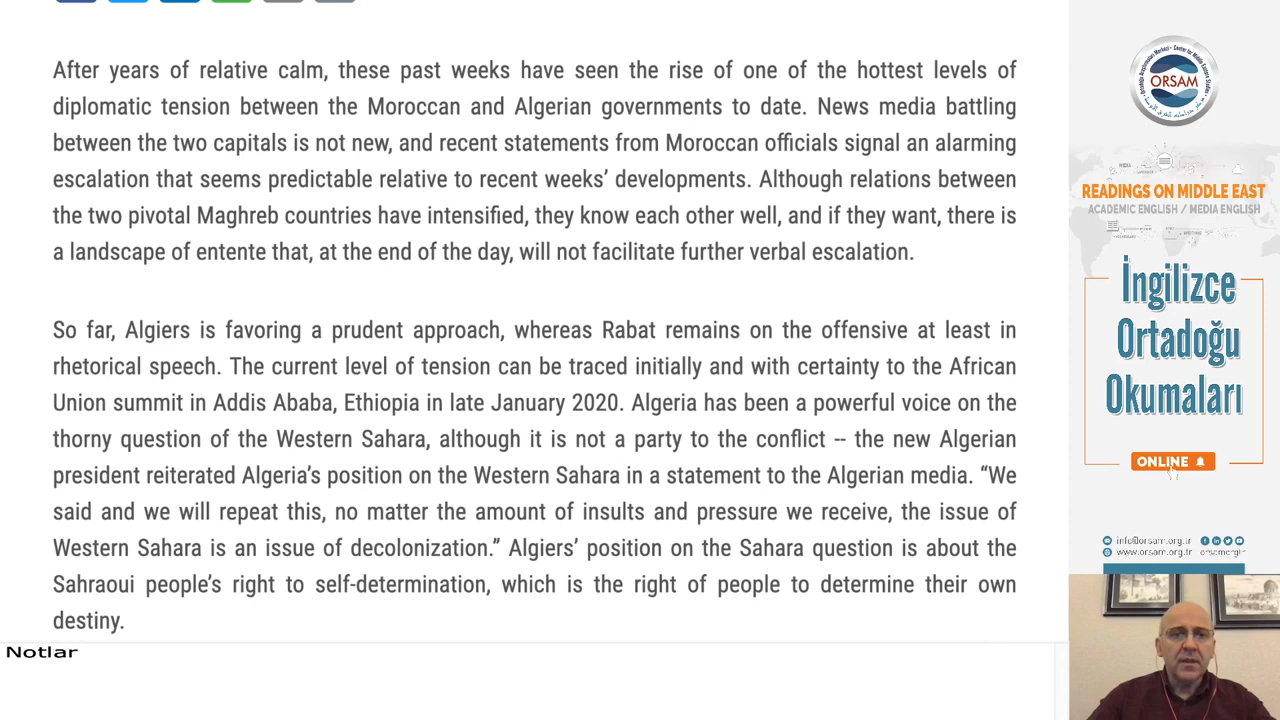 After years of relative calm, these past weeks have seen the rise of one of the hottest levels of
diplomatic tension between the Moroccan and Algerian governments to date. News media battling
between the two capitals is not new, and recent statements from Moroccan officials signal an alarming
escalation that seems predictable relative to recent weeks’ developments. Although relations between
the two pivotal Maghreb countries have intensified, they know each other well, and if they want, there is
a landscape of entente that, at the end of the day, will not facilitate further verbal escalation.
So far, Algiers is favoring a prudent approach, whereas Rabat remains on the offensive at least in
rhetorical speech. The current level of tension can be traced initially and with certainty to the African
Union summit in Addis Ababa, Ethiopia in late January 2020. Algeria has been a powerful voice on the
thorny question of the Western Sahara, although it is not a party to the conflict -- the new Algerian
president reiterated Algeria’s position on the Western Sahara in a statement to the Algerian media. “We
said and we will repeat this, no matter the amount of insults and pressure we receive, the issue of
Western Sahara is an issue of decolonization.” Algiers’ position on the Sahara question is about the
Sahraoui people’s right to self-determination, which is the right of people to determine their own
destiny.
Notlar
ORSAM
READINGS ON MIDDLE EAST
ACADEMIC ENGLISH / MEDIA ENGLISH
İngilizce
Ortadoğu
Okumaları
ONLINE
info@orsam.org.tr
www.orsam.org.tr orsamorgtr